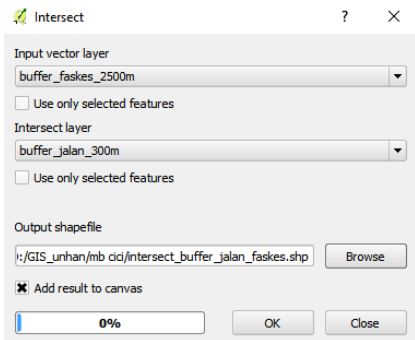 Intersect ? ×
Input vector layer
buffer_faskes_2500m
Use only selected features
Intersect layer
buffer_jalan_300m
Use only selected features
Output shapefile
):/GIS_unhan/mb cici/intersect_buffer_jalan_faskes.shp Browse
Add result to canvas
0% OK Close